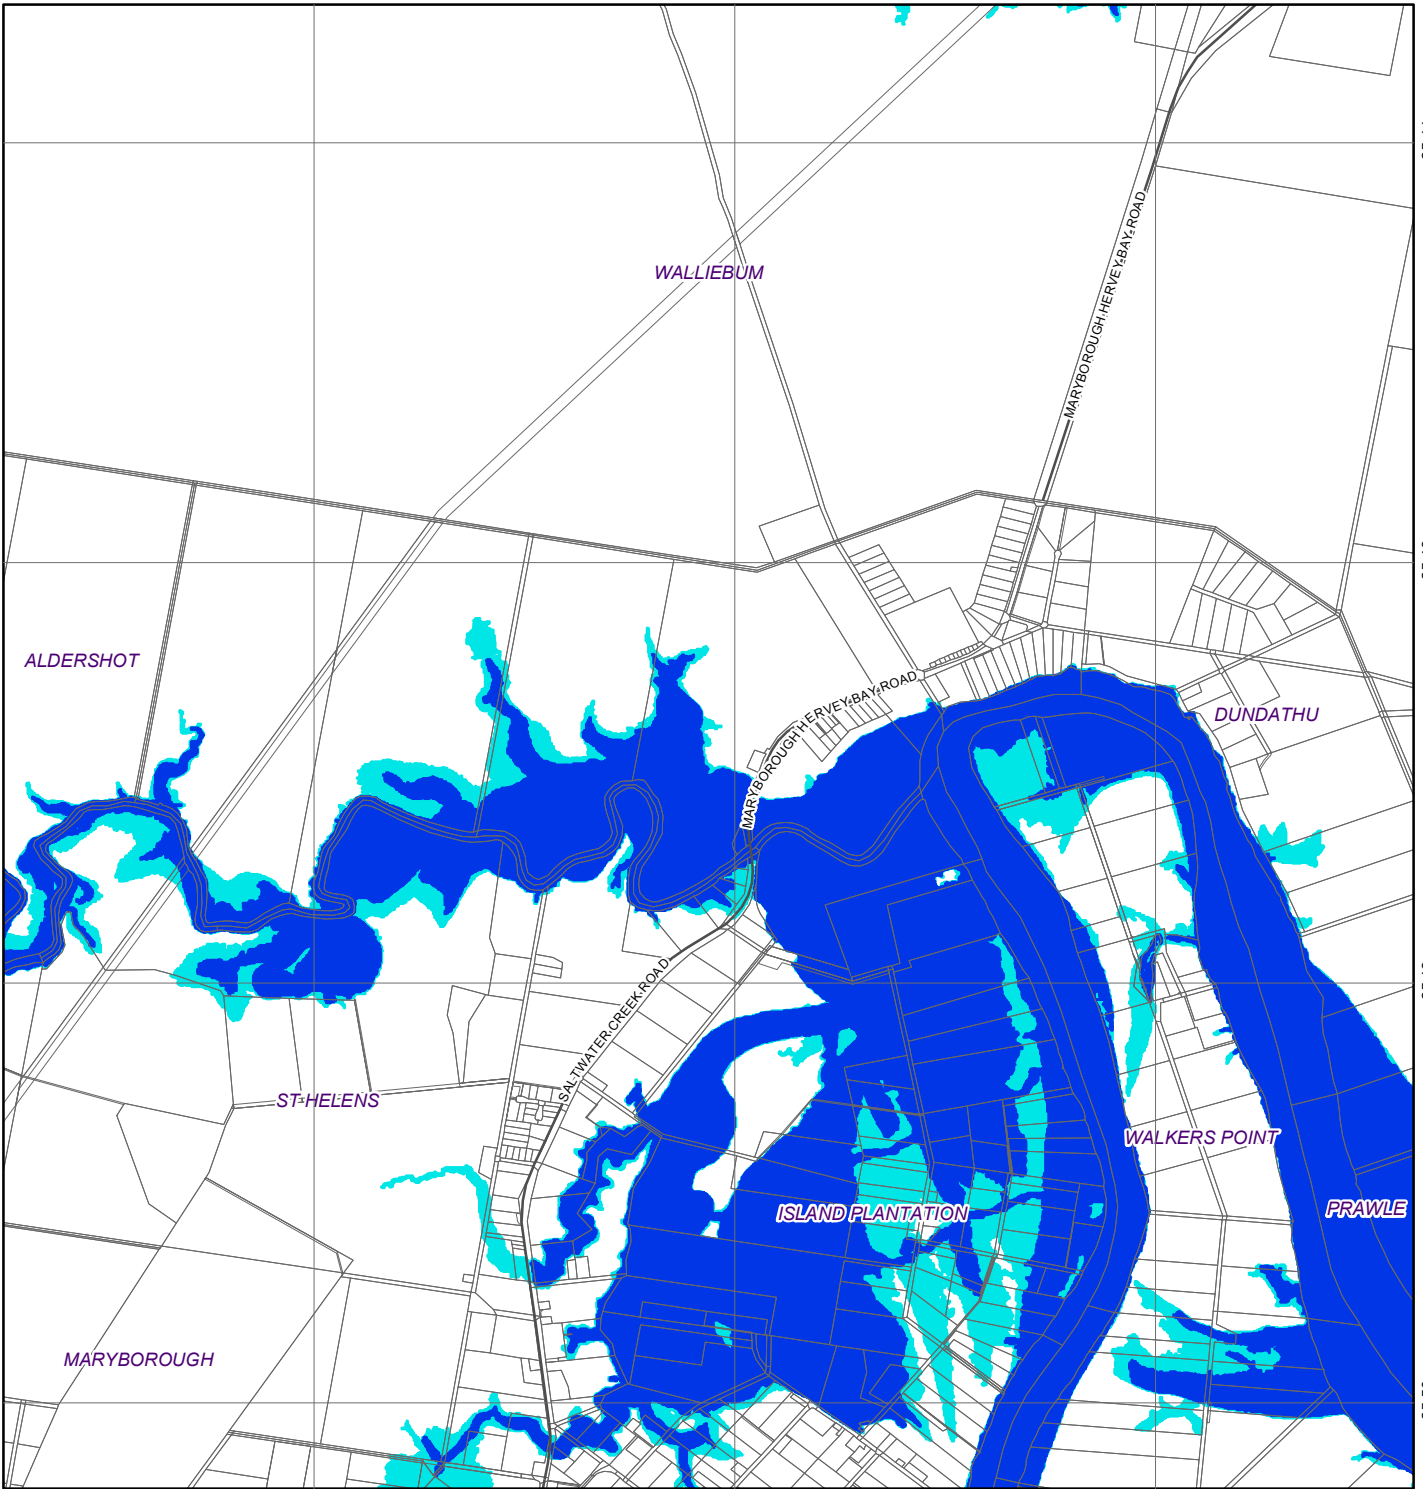 WALLIEBUM
MARYBOROUGH HERVEY BAY ROAD
ALDERSHOT
MARYBOROUGH HERVEY BAY ROAD
DUNDATHU
SALTWATER CREEK ROAD
ST HELENS
WALKERS POINT
ISLAND PLANTATION
PRAWLE
MARYBOROUGH